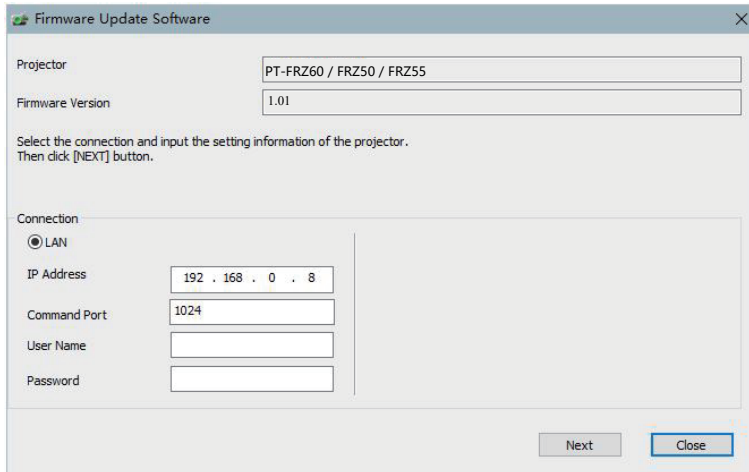 Firmware Update Software
Projector
PT-FRZ60 / FRZ50 / FRZ55
Firmware Version
1.01
Select the connection and input the setting information of the projector.
Then click [NEXT] button.
Connection
LAN
IP Address
192 . 168 . 0 . 8
Command Port
1024
User Name
Password
Next
Close